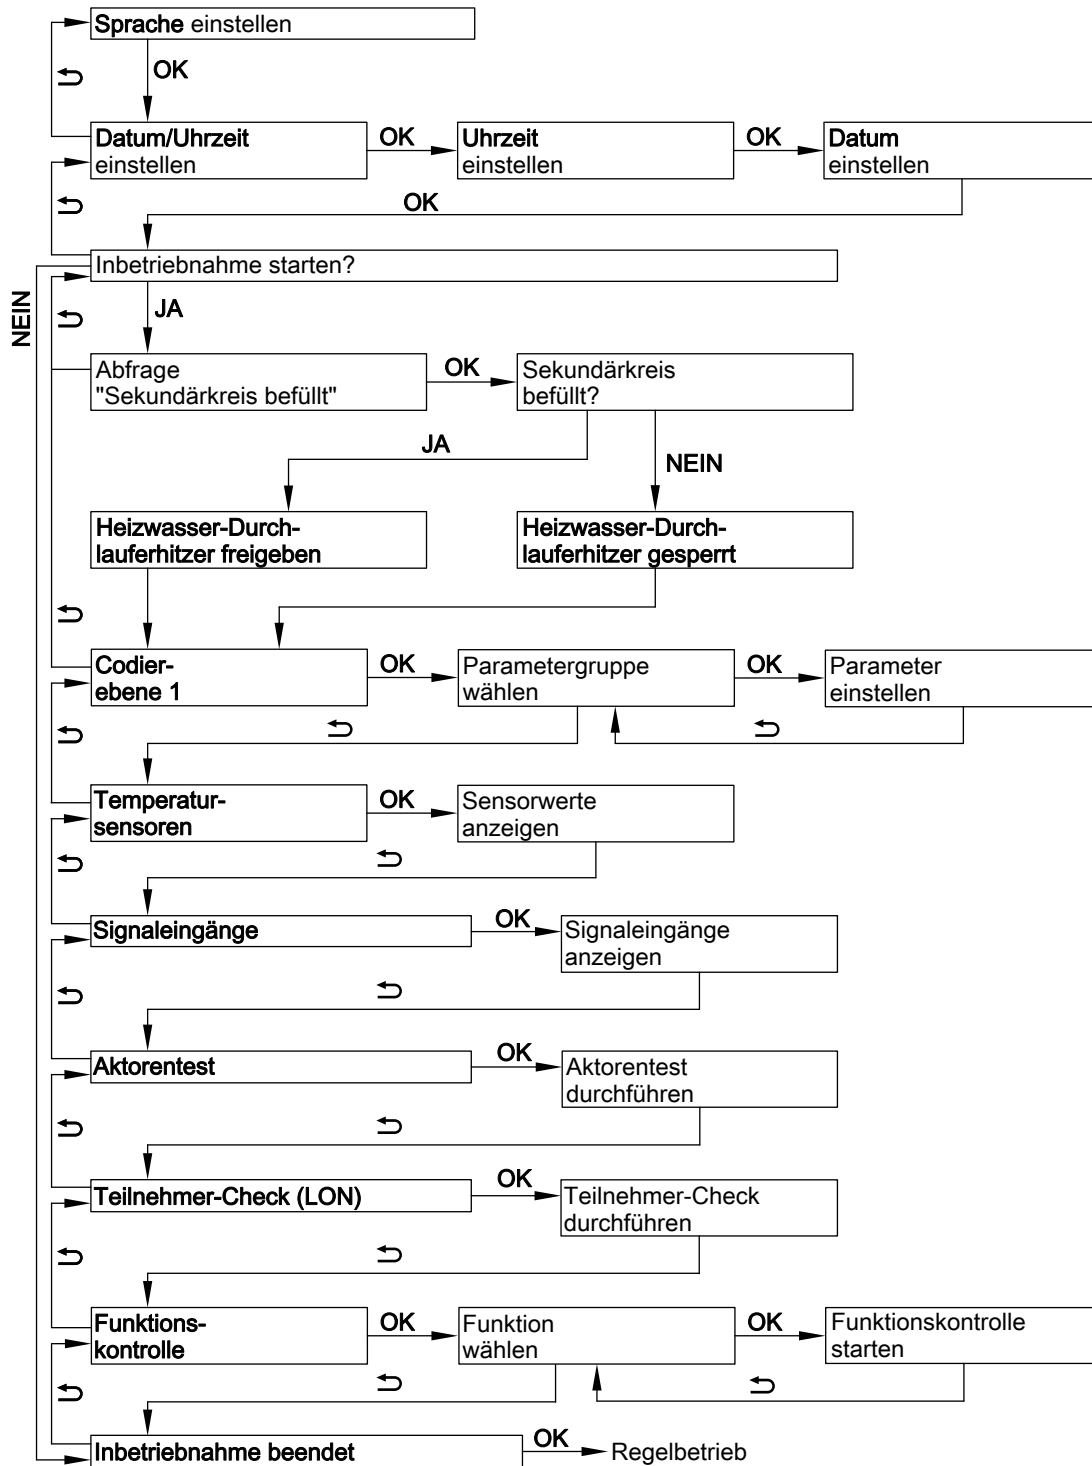 Sprache einstellen
OK
Datum/Uhrzeit
einstellen
OK
Uhrzeit
einstellen
OK
Datum
einstellen
OK
Inbetriebnahme starten?
NEIN
JA
Abfrage
"Sekundärkreis befüllt"
OK
Sekundärkreis
befüllt?
JA
NEIN
Heizwasser-Durch-
lauferhitzer freigeben
Heizwasser-Durch-
lauferhitzer gesperrt
Codier-
ebene 1
OK
Parametergruppe
wählen
OK
Parameter
einstellen
Temperatur-
sensoren
OK
Sensorwerte
anzeigen
Signaleingänge
OK
Signaleingänge
anzeigen
Aktorentest
OK
Aktorentest
durchführen
Teilnehmer-Check (LON)
OK
Teilnehmer-Check
durchführen
Funktions-
kontrolle
OK
Funktion
wählen
OK
Funktionskontrolle
starten
Inbetriebnahme beendet
OK
Regelbetrieb